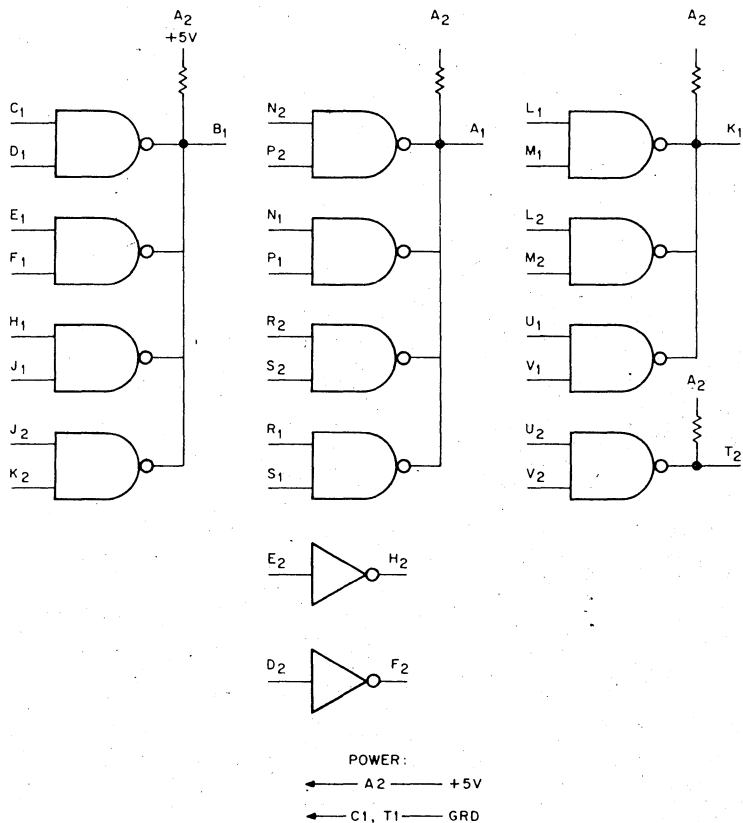 A2 A2 A2
+5V
C1 N2 L1
B1 A1 K1
D1 P2 M1
E1 N1 L2
F1 P1 M2
H1 R2 U1
J1 S2 V1
A2
J2 R1 U2
T2
K2 S1 V2
E2 H2
D2 F2
POWER:
A2 +5V
C1, T1 GRD